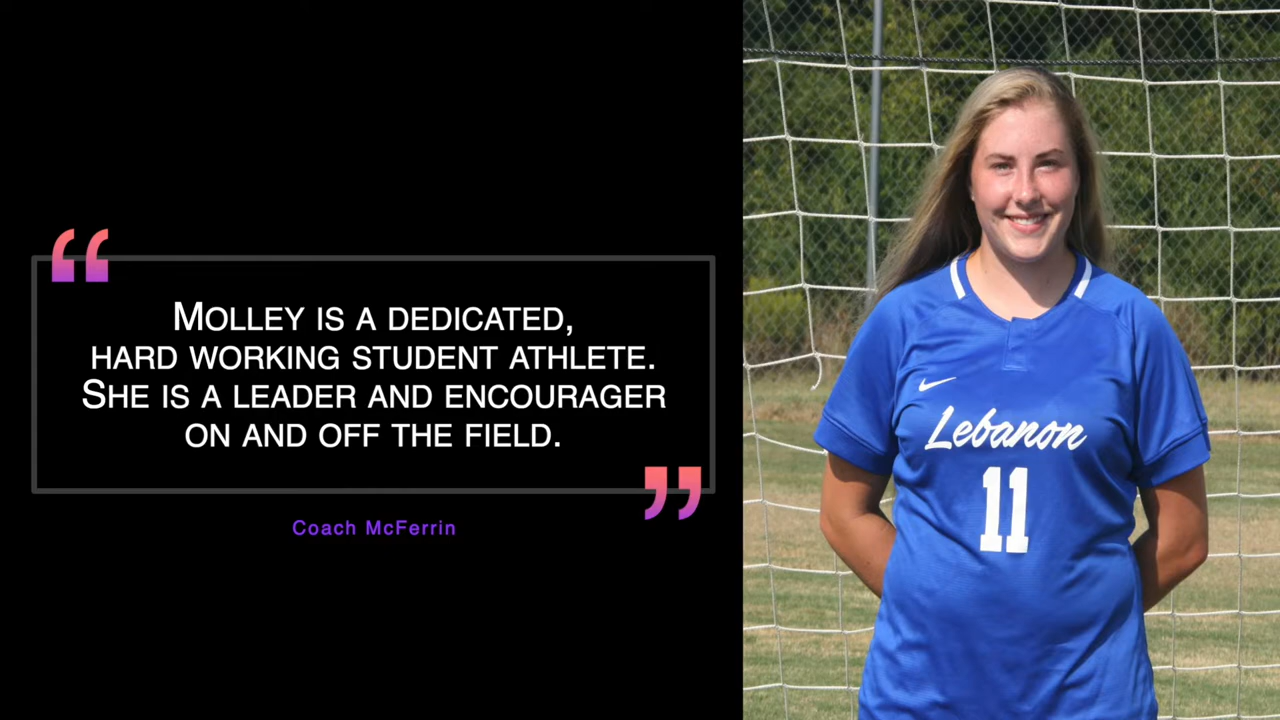 Molley is a dedicated,
hard working student athlete.
She is a leader and encourager
on and off the field.
Coach McFerrin
Lebanon
11